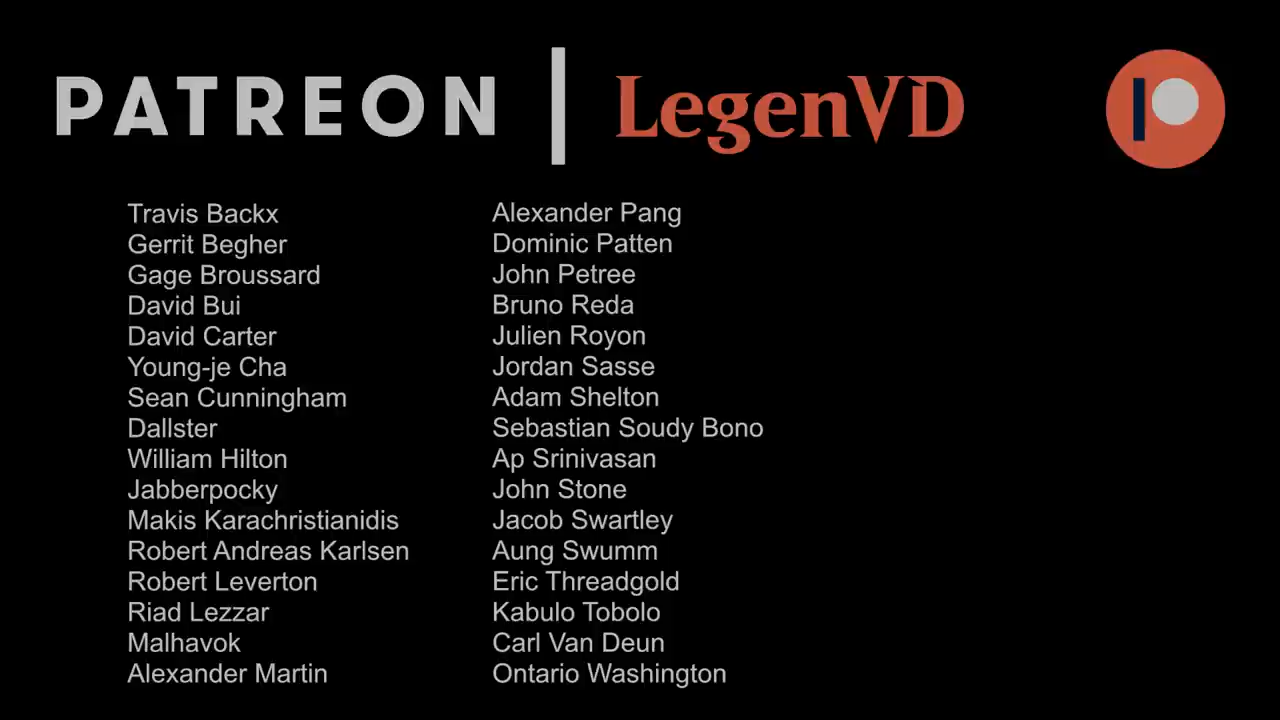 PATREON | LegenVD
Travis Backx
Gerrit Begher
Gage Broussard
David Bui
David Carter
Young-je Cha
Sean Cunningham
Dallster
William Hilton
Jabberpocky
Makis Karachristianidis
Robert Andreas Karlsen
Robert Leverton
Riad Lezzar
Malhavok
Alexander Martin
Alexander Pang
Dominic Patten
John Petree
Bruno Reda
Julien Royon
Jordan Sasse
Adam Shelton
Sebastian Soudy Bono
Ap Srinivasan
John Stone
Jacob Swartley
Aung Swumm
Eric Threadgold
Kabulo Tobolo
Carl Van Deun
Ontario Washington